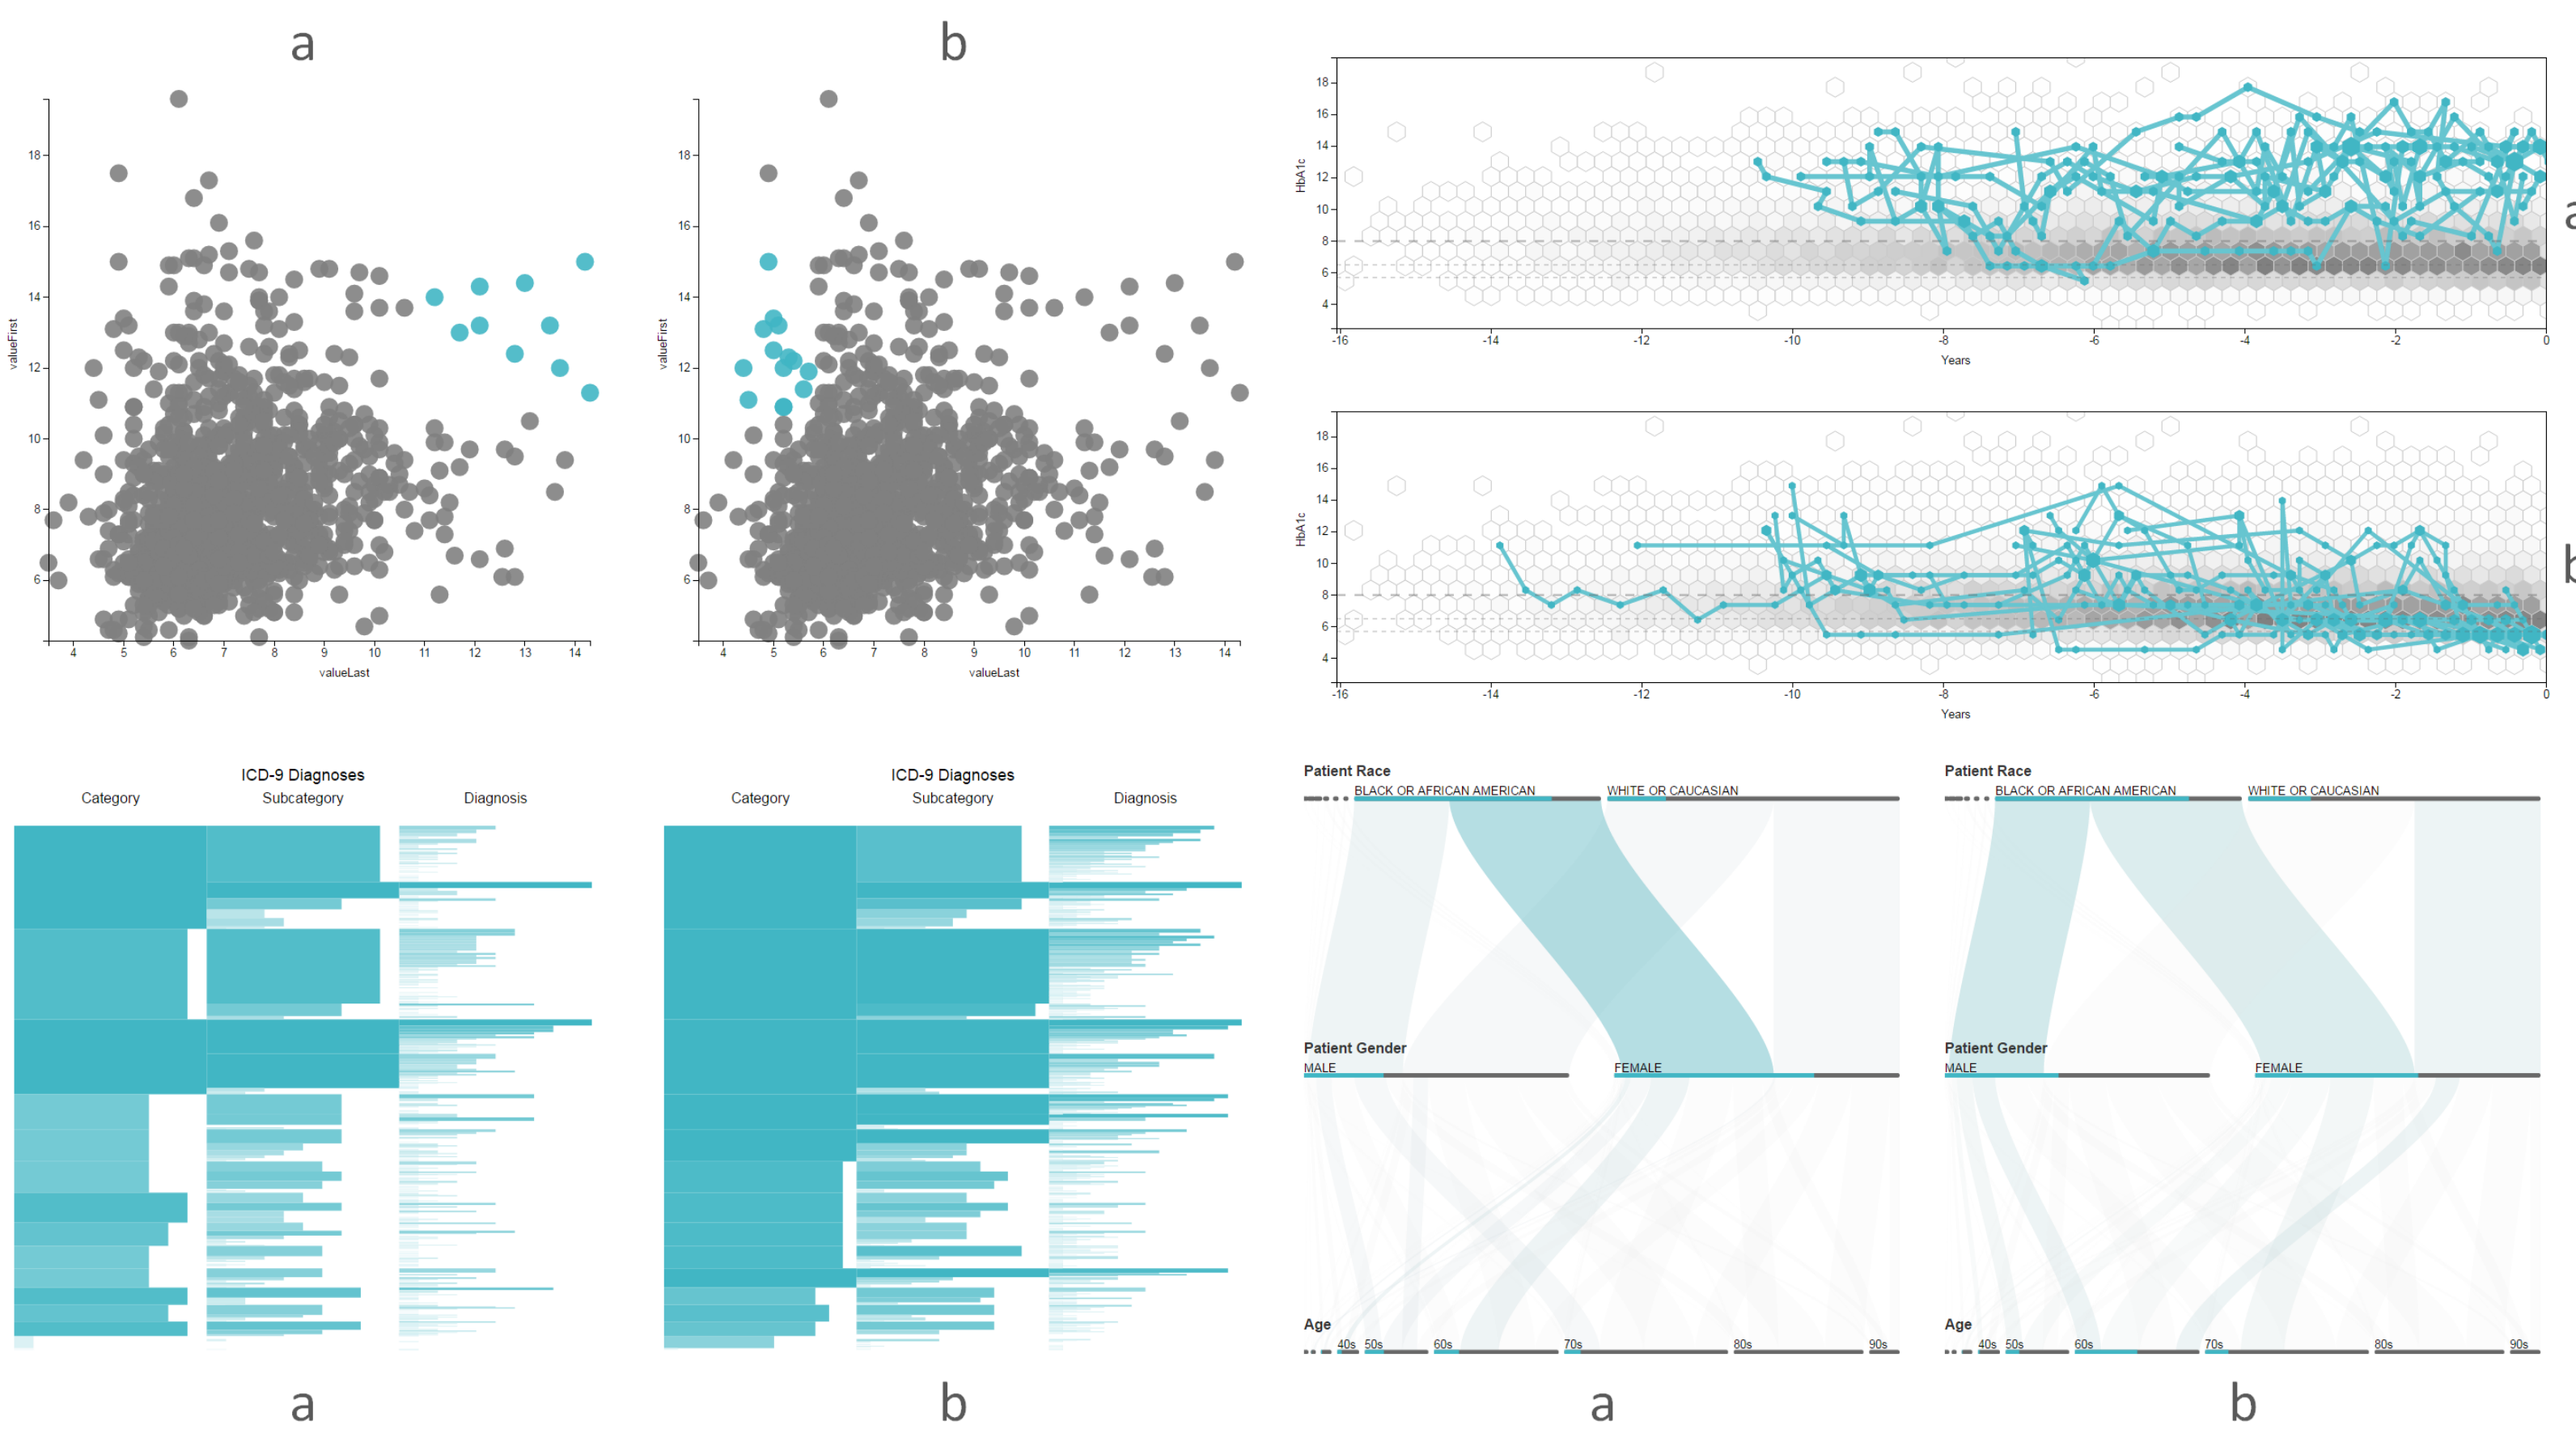 a
b
18
16
14
12
10
8
6
valueFirst
4
5
6
7
8
9
10
11
12
13
14
valueLast
18
16
14
12
10
8
6
valueFirst
4
5
6
7
8
9
10
11
12
13
14
valueLast
18
16
14
12
10
8
6
4
HbA1c
-16
-14
-12
-10
-8
-6
-4
-2
0
Years
a
18
16
14
12
10
8
6
4
HbA1c
-16
-14
-12
-10
-8
-6
-4
-2
0
Years
b
ICD-9 Diagnoses
Category Subcategory Diagnosis
ICD-9 Diagnoses
Category Subcategory Diagnosis
Patient Race
BLACK OR AFRICAN AMERICAN WHITE OR CAUCASIAN
Patient Gender
MALE FEMALE
Age
40s 50s 60s 70s 80s 90s
Patient Race
BLACK OR AFRICAN AMERICAN WHITE OR CAUCASIAN
Patient Gender
MALE FEMALE
Age
40s 50s 60s 70s 80s 90s
a
b
a
b